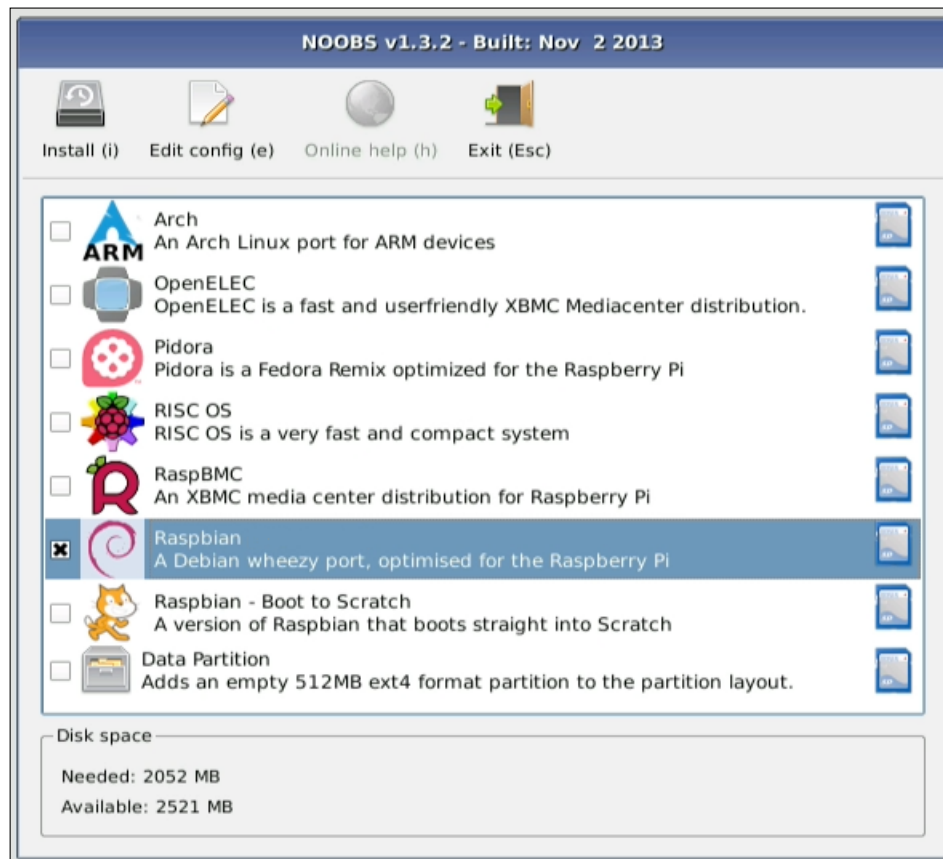 NOOBS v1.3.2 - Built: Nov 2 2013
Install (i) Edit config (e) Online help (h) Exit (Esc)
Arch
ARM An Arch Linux port for ARM devices
OpenELEC
OpenELEC is a fast and userfriendly XBMC Mediacenter distribution.
Pidora
Pidora is a Fedora Remix optimized for the Raspberry Pi
RISC OS
RISC OS is a very fast and compact system
RaspBMC
An XBMC media center distribution for Raspberry Pi
Raspbian
A Debian wheezy port, optimised for the Raspberry Pi
Raspbian - Boot to Scratch
A version of Raspbian that boots straight into Scratch
Data Partition
Adds an empty 512MB ext4 format partition to the partition layout.
Disk space
Needed: 2052 MB
Available: 2521 MB